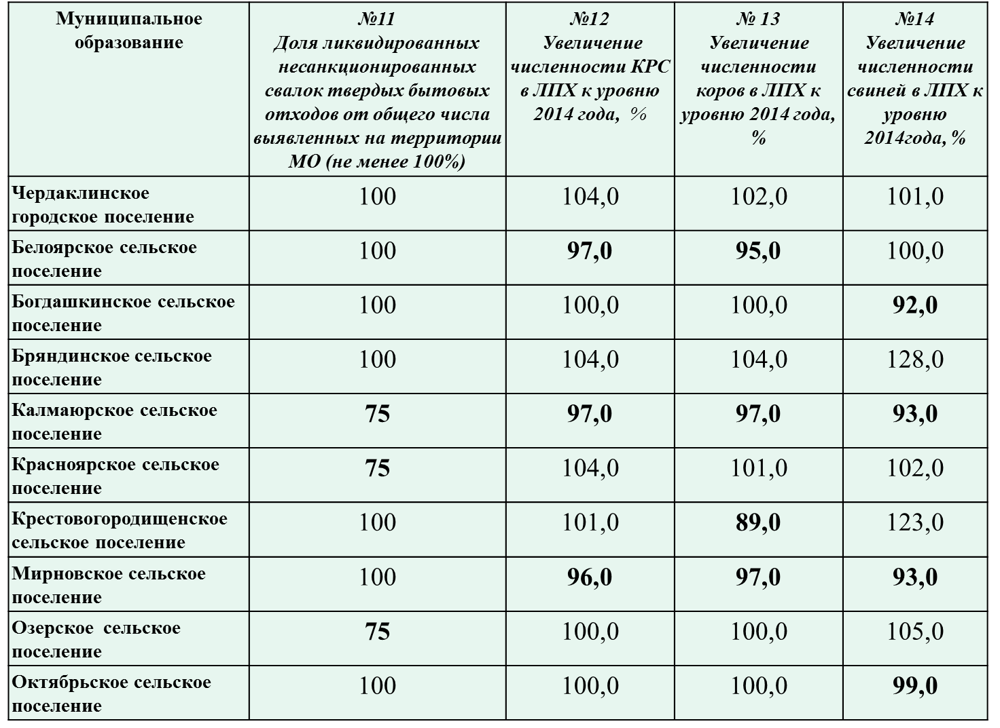 Муниципальное
образование
№11
Доля ликвидированных
несанкционированных
свалок твердых бытовых
отходов от общего числа
выявленных на территории
МО (не менее 100%)
№12
Увеличение
численности КРС
в ЛПХ к уровню
2014 года, %
№ 13
Увеличение
численности
коров в ЛПХ к
уровню 2014 года,
%
№14
Увеличение
численности
свиней в ЛПХ к
уровню
2014года, %
Чердаклинское
городское поселение
100
104,0
102,0
101,0
Белоярское сельское
поселение
100
97,0
95,0
100,0
Богдашкинское сельское
поселение
100
100,0
100,0
92,0
Бряндинское сельское
поселение
100
104,0
104,0
128,0
Калмаюрское сельское
поселение
75
97,0
97,0
93,0
Красноярское сельское
поселение
75
104,0
101,0
102,0
Крестовогородищенское
сельское поселение
100
101,0
89,0
123,0
Мирновское сельское
поселение
100
96,0
97,0
93,0
Озерское сельское
поселение
75
100,0
100,0
105,0
Октябрьское сельское
поселение
100
100,0
100,0
99,0